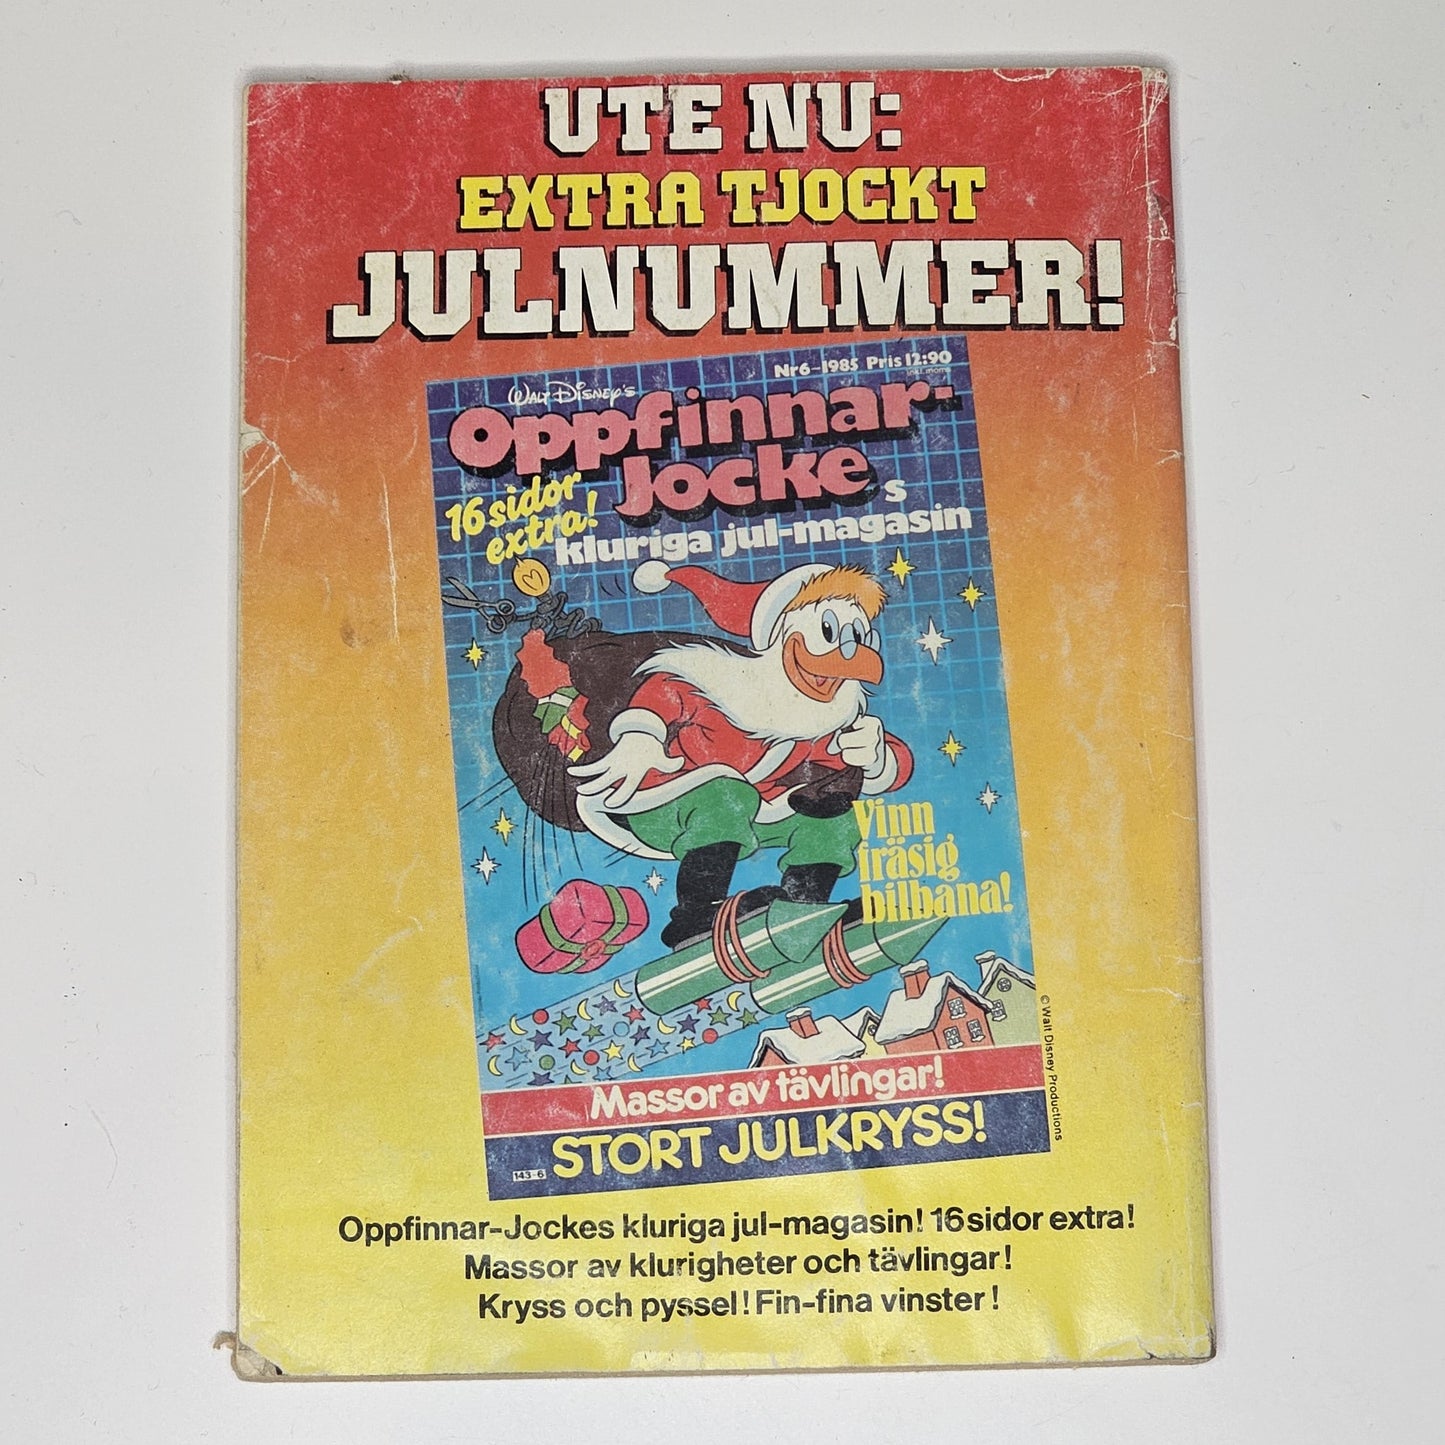 UTE NU:
EXTRA TJOCKT
JULNUMMER!
Nr6-1985 Pris 12:90
inkl. moms
WALT DISNEY'S
Oppfinnar-
Jockes
16 sidor
extra!
kluriga jul-magasin
Vinn
fräsig
bilbana!
© Walt Disney Productions
Massor av tävlingar!
STORT JULKRYSS!
143-6
Oppfinnar-Jockes kluriga jul-magasin! 16 sidor extra!
Massor av klurigheter och tävlingar!
Kryss och pyssel! Fin-fina vinster!